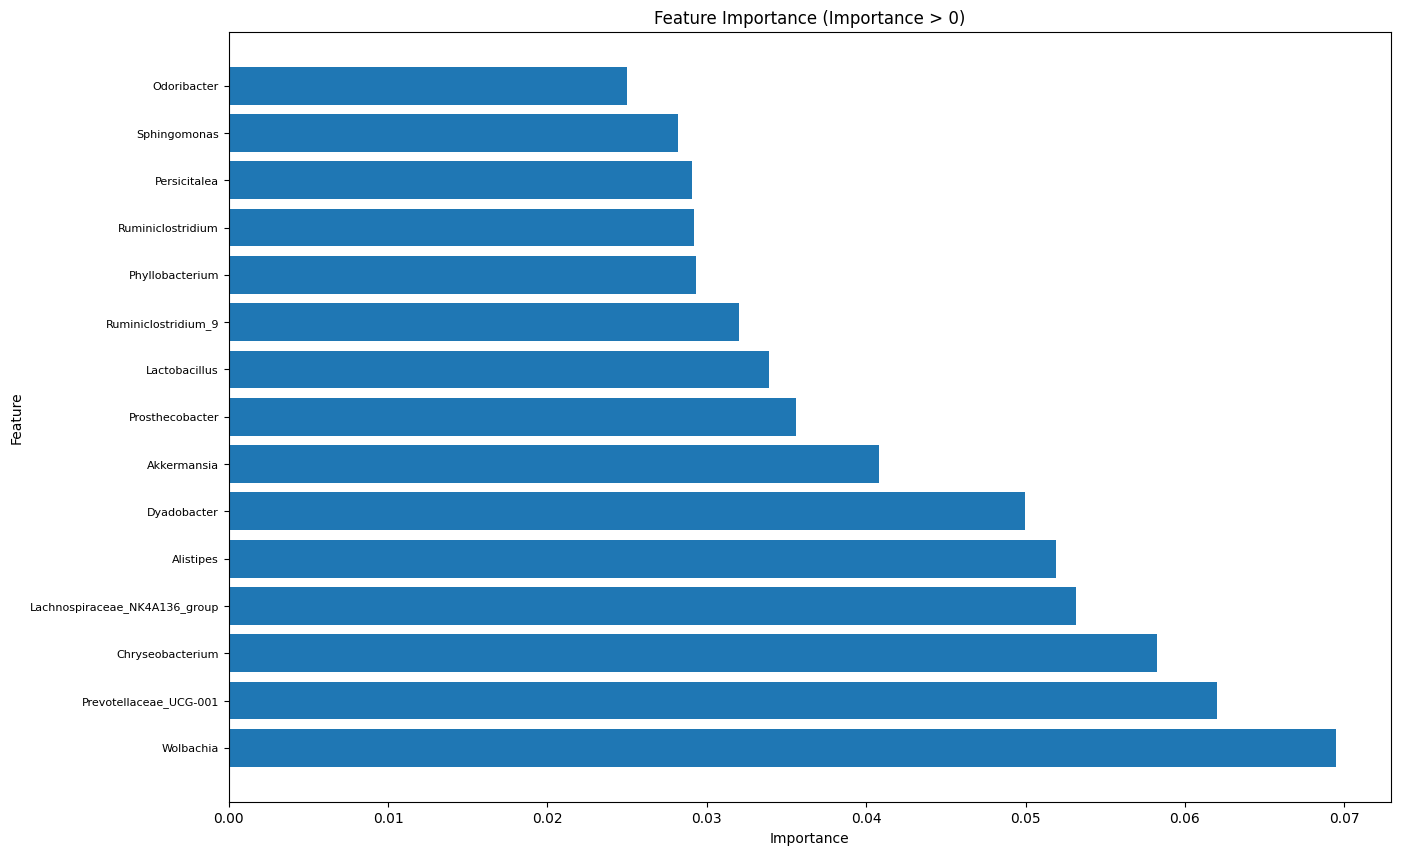 Feature Importance (Importance > 0)
Odoribacter
Sphingomonas
Persicitalea
Ruminiclostridium
Phyllobacterium
Ruminiclostridium_9
Lactobacillus
Prosthecobacter
Akkermansia
Dyadobacter
Alistipes
Lachnospiraceae_NK4A136_group
Chryseobacterium
Prevotellaceae_UCG-001
Wolbachia
Feature
0.00 0.01 0.02 0.03 0.04 0.05 0.06 0.07
Importance